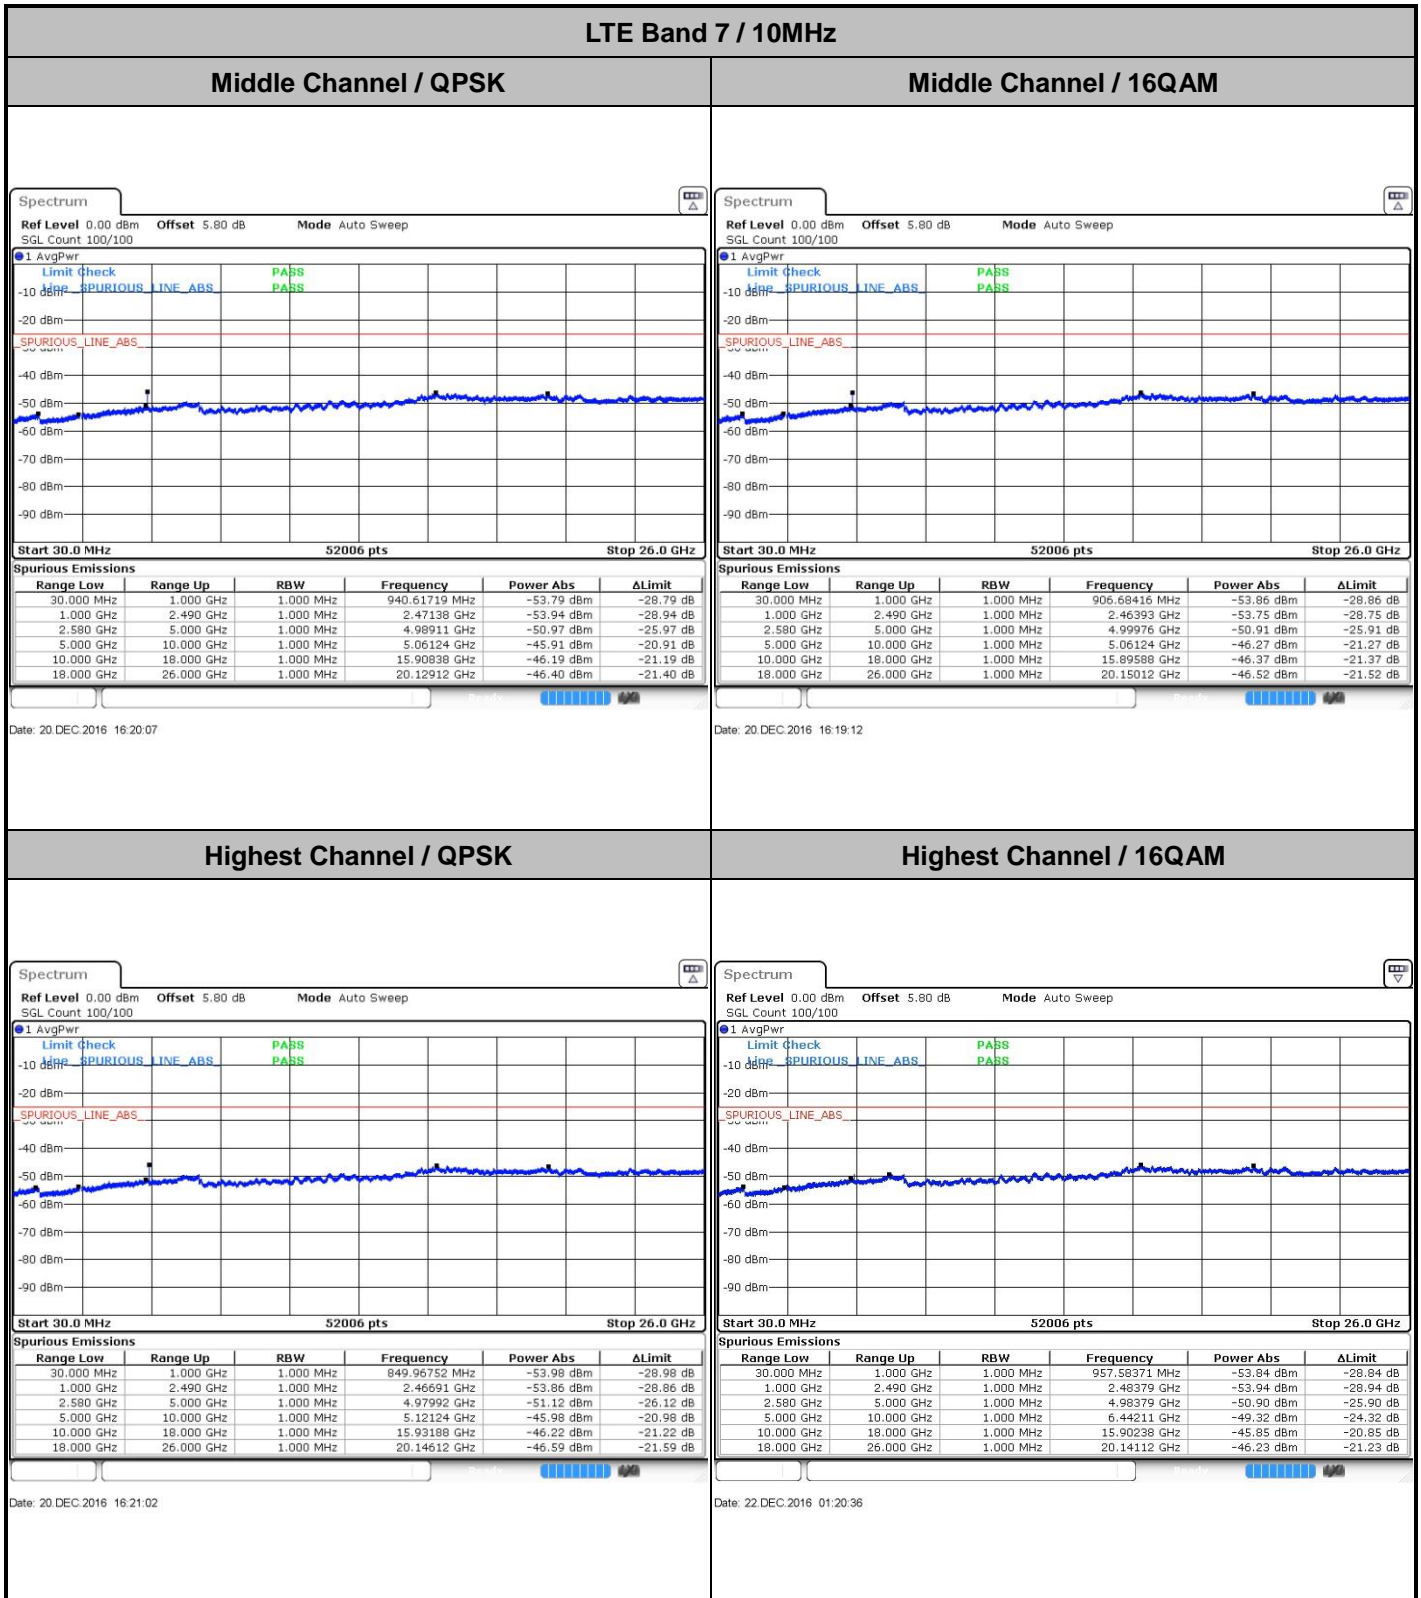 LTE Band 7 / 10MHz
Middle Channel / QPSK
Middle Channel / 16QAM
Spectrum
Ref Level 0.00 dBm Offset 5.80 dB Mode Auto Sweep
SGL Count 100/100
1 AvgPwr
Limit Check PASS
Line _SPURIOUS_LINE_ABS_ PASS
-10 dBm
-20 dBm
_SPURIOUS_LINE_ABS_
-30 dBm
-40 dBm
-50 dBm
-60 dBm
-70 dBm
-80 dBm
-90 dBm
Start 30.0 MHz 52006 pts Stop 26.0 GHz
Spurious Emissions
Range Low Range Up RBW Frequency Power Abs ΔLimit
30.000 MHz 1.000 GHz 1.000 MHz 940.61719 MHz -53.79 dBm -28.79 dB
1.000 GHz 2.490 GHz 1.000 MHz 2.47138 GHz -53.94 dBm -28.94 dB
2.580 GHz 5.000 GHz 1.000 MHz 4.98911 GHz -50.97 dBm -25.97 dB
5.000 GHz 10.000 GHz 1.000 MHz 5.06124 GHz -45.91 dBm -20.91 dB
10.000 GHz 18.000 GHz 1.000 MHz 15.90838 GHz -46.19 dBm -21.19 dB
18.000 GHz 26.000 GHz 1.000 MHz 20.12912 GHz -46.40 dBm -21.40 dB
Date: 20.DEC.2016 16:20:07
Spectrum
Ref Level 0.00 dBm Offset 5.80 dB Mode Auto Sweep
SGL Count 100/100
1 AvgPwr
Limit Check PASS
Line _SPURIOUS_LINE_ABS_ PASS
-10 dBm
-20 dBm
_SPURIOUS_LINE_ABS_
-30 dBm
-40 dBm
-50 dBm
-60 dBm
-70 dBm
-80 dBm
-90 dBm
Start 30.0 MHz 52006 pts Stop 26.0 GHz
Spurious Emissions
Range Low Range Up RBW Frequency Power Abs ΔLimit
30.000 MHz 1.000 GHz 1.000 MHz 906.68416 MHz -53.86 dBm -28.86 dB
1.000 GHz 2.490 GHz 1.000 MHz 2.46393 GHz -53.75 dBm -28.75 dB
2.580 GHz 5.000 GHz 1.000 MHz 4.99976 GHz -50.91 dBm -25.91 dB
5.000 GHz 10.000 GHz 1.000 MHz 5.06124 GHz -46.27 dBm -21.27 dB
10.000 GHz 18.000 GHz 1.000 MHz 15.89588 GHz -46.37 dBm -21.37 dB
18.000 GHz 26.000 GHz 1.000 MHz 20.15012 GHz -46.52 dBm -21.52 dB
Date: 20.DEC.2016 16:19:12
Highest Channel / QPSK
Highest Channel / 16QAM
Spectrum
Ref Level 0.00 dBm Offset 5.80 dB Mode Auto Sweep
SGL Count 100/100
1 AvgPwr
Limit Check PASS
Line _SPURIOUS_LINE_ABS_ PASS
-10 dBm
-20 dBm
_SPURIOUS_LINE_ABS_
-30 dBm
-40 dBm
-50 dBm
-60 dBm
-70 dBm
-80 dBm
-90 dBm
Start 30.0 MHz 52006 pts Stop 26.0 GHz
Spurious Emissions
Range Low Range Up RBW Frequency Power Abs ΔLimit
30.000 MHz 1.000 GHz 1.000 MHz 849.96752 MHz -53.98 dBm -28.98 dB
1.000 GHz 2.490 GHz 1.000 MHz 2.46691 GHz -53.86 dBm -28.86 dB
2.580 GHz 5.000 GHz 1.000 MHz 4.97992 GHz -51.12 dBm -26.12 dB
5.000 GHz 10.000 GHz 1.000 MHz 5.12124 GHz -45.98 dBm -20.98 dB
10.000 GHz 18.000 GHz 1.000 MHz 15.93188 GHz -46.22 dBm -21.22 dB
18.000 GHz 26.000 GHz 1.000 MHz 20.14612 GHz -46.59 dBm -21.59 dB
Date: 20.DEC.2016 16:21:02
Spectrum
Ref Level 0.00 dBm Offset 5.80 dB Mode Auto Sweep
SGL Count 100/100
1 AvgPwr
Limit Check PASS
Line _SPURIOUS_LINE_ABS_ PASS
-10 dBm
-20 dBm
_SPURIOUS_LINE_ABS_
-30 dBm
-40 dBm
-50 dBm
-60 dBm
-70 dBm
-80 dBm
-90 dBm
Start 30.0 MHz 52006 pts Stop 26.0 GHz
Spurious Emissions
Range Low Range Up RBW Frequency Power Abs ΔLimit
30.000 MHz 1.000 GHz 1.000 MHz 957.58371 MHz -53.84 dBm -28.84 dB
1.000 GHz 2.490 GHz 1.000 MHz 2.48379 GHz -53.94 dBm -28.94 dB
2.580 GHz 5.000 GHz 1.000 MHz 4.98379 GHz -50.90 dBm -25.90 dB
5.000 GHz 10.000 GHz 1.000 MHz 6.44211 GHz -49.32 dBm -24.32 dB
10.000 GHz 18.000 GHz 1.000 MHz 15.90238 GHz -45.85 dBm -20.85 dB
18.000 GHz 26.000 GHz 1.000 MHz 20.14112 GHz -46.23 dBm -21.23 dB
Date: 22.DEC.2016 01:20:36